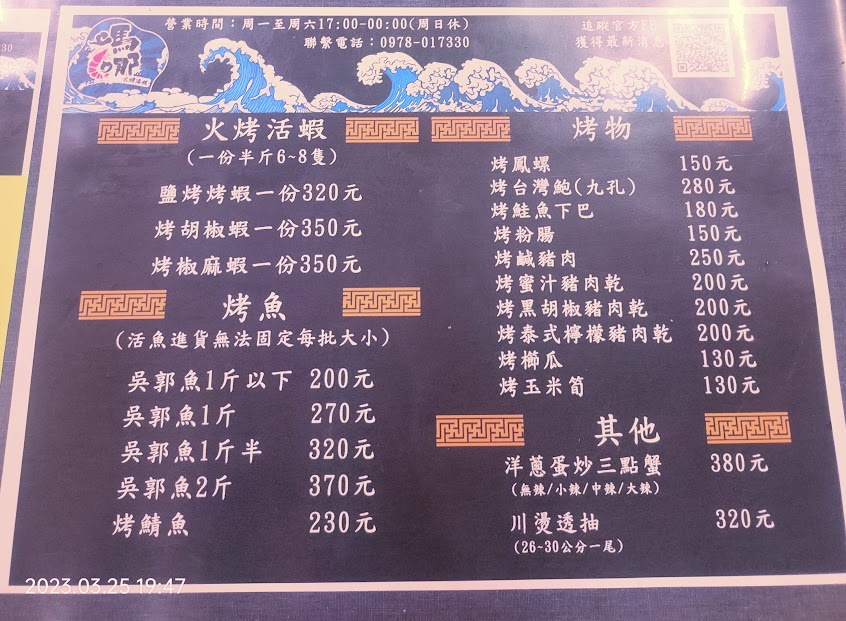 營業時間：周一至周六17:00-00:00(周日休)
聯繫電話：0978-017330
追蹤官方FB
獲得最新消息
嗎哪
火烤活蝦
火烤活蝦
(一份半斤6~8隻)
鹽烤烤蝦一份320元
烤胡椒蝦一份350元
烤椒麻蝦一份350元
烤魚
(活魚進貨無法固定每批大小)
吳郭魚1斤以下 200元
吳郭魚1斤 270元
吳郭魚1斤半 320元
吳郭魚2斤 370元
烤鯖魚 230元
烤物
烤鳳螺 150元
烤台灣鮑(九孔) 280元
烤鮭魚下巴 180元
烤粉腸 150元
烤鹹豬肉 250元
烤蜜汁豬肉乾 200元
烤黑胡椒豬肉乾 200元
烤泰式檸檬豬肉乾 200元
烤櫛瓜 130元
烤玉米筍 130元
其他
洋蔥蛋炒三點蟹 380元
(無辣/小辣/中辣/大辣)
川燙透抽 320元
(26~30公分一尾)
2023.03.25 19:47